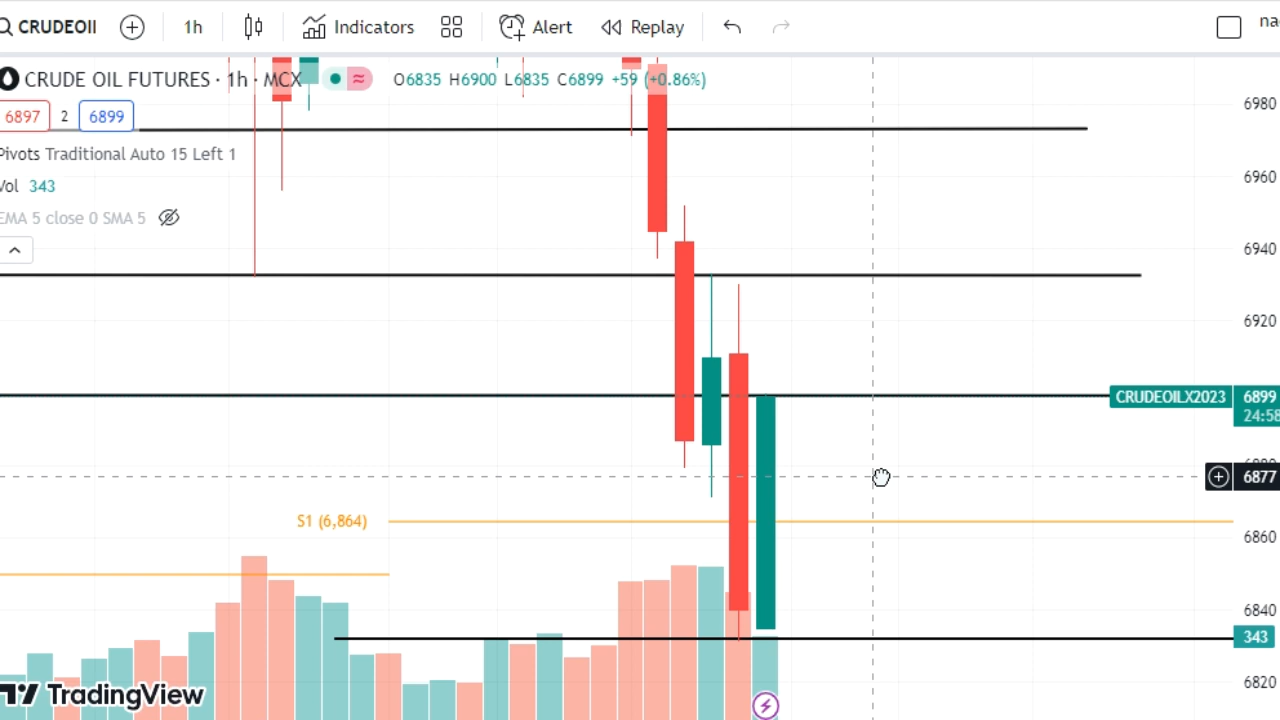 CRUDEOIl 1h Indicators Alert Replay na
CRUDE OIL FUTURES · 1h · MCX O6835 H6900 L6835 C6899 +59 (+0.86%)
6897 2 6899
Pivots Traditional Auto 15 Left 1
Vol 343
EMA 5 close 0 SMA 5
6980
6960
6940
6920
CRUDEOILX2023 6899
24:58
6877
S1 (6,864)
6860
6840
343
6820
TradingView